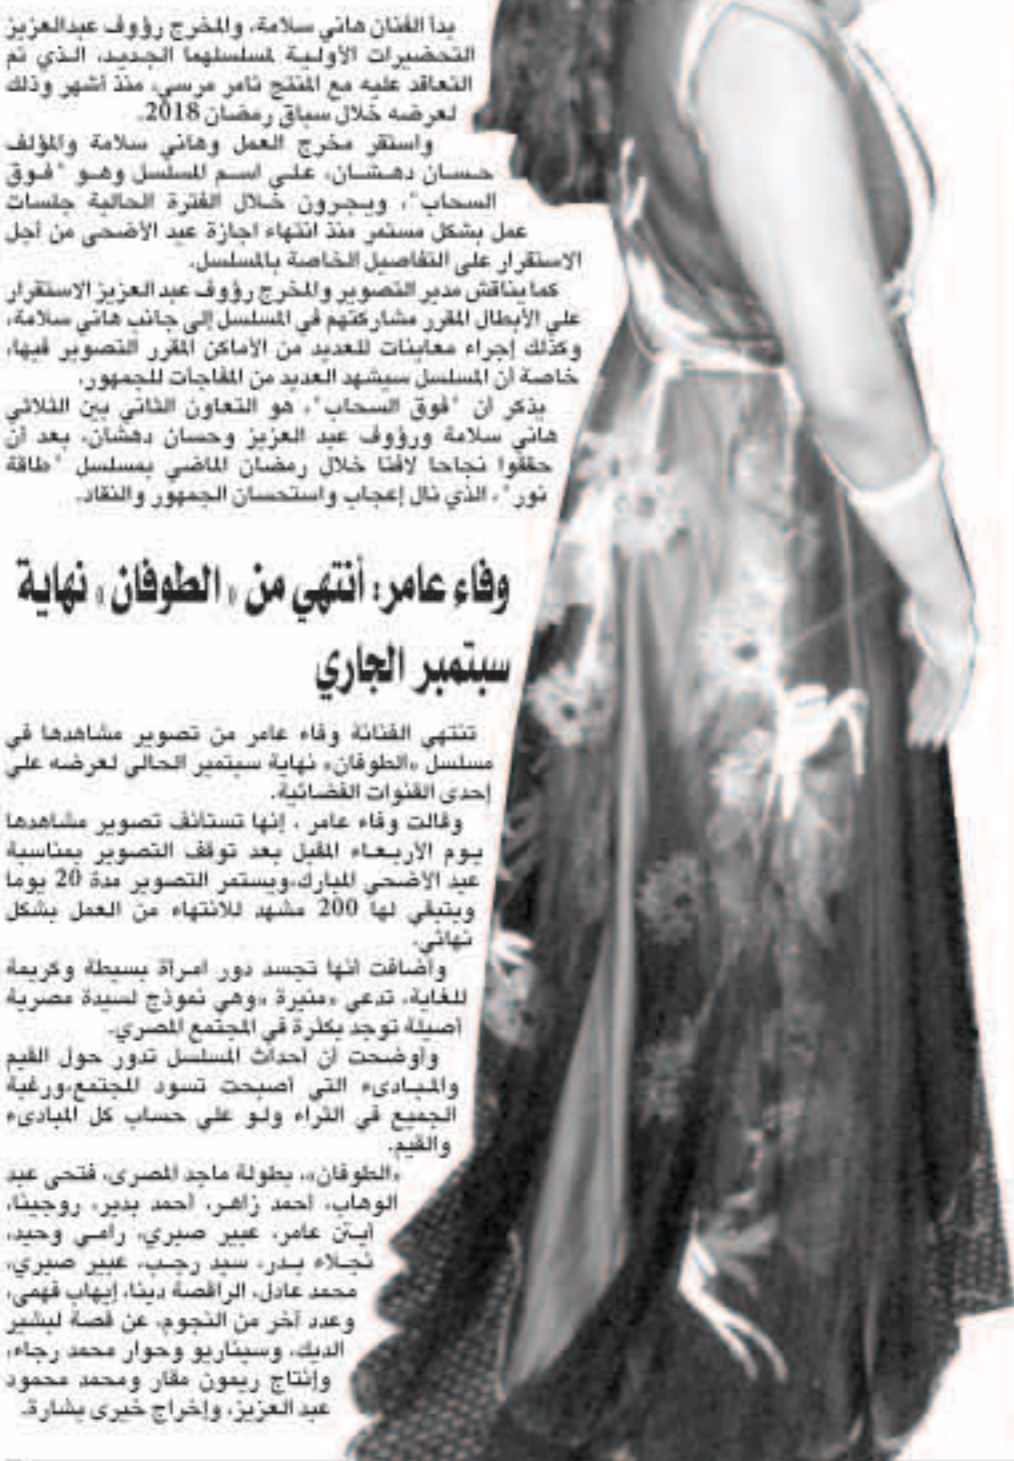 بدأ الفنان هاني سلامة، والمخرج رؤوف عبدالعزيز
التحضيرات الأولية لمسلسلهما الجديد، الذي تم
التعاقد عليه مع المنتج تامر مرسي، منذ أشهر وذلك
لعرضه خلال سباق رمضان 2018.
واستقر مخرج العمل وهاني سلامة والمؤلف
حسان دهشان، على اسم المسلسل وهو "فوق
السحاب"، ويجرون خلال الفترة الحالية جلسات
عمل بشكل مستمر منذ انتهاء اجازة عيد الأضحى من أجل
الاستقرار على التفاصيل الخاصة بالمسلسل.
كما يناقش مدير التصوير والمخرج رؤوف عبد العزيز الاستقرار
علي الأبطال المقرر مشاركتهم في المسلسل إلى جانب هاني سلامة،
وكذلك إجراء معاينات للعديد من الأماكن المقرر التصوير فيها،
خاصة أن المسلسل سيشهد العديد من المفاجآت للجمهور.
يذكر أن "فوق السحاب"، هو التعاون الثاني بين الثلاثي
هاني سلامة ورؤوف عبد العزيز وحسان دهشان، بعد أن
حققوا نجاحا لافتا خلال رمضان الماضي بمسلسل "طاقة
نور"، الذي نال إعجاب واستحسان الجمهور والنقاد.
وفاء عامر: أنتهي من «الطوفان» نهاية
سبتمبر الجاري
تنتهي الفنانة وفاء عامر من تصوير مشاهدها في
مسلسل «الطوفان» نهاية سبتمبر الحالي لعرضه على
إحدى القنوات الفضائية.
وقالت وفاء عامر ، إنها تستانف تصوير مشاهدها
يوم الأربعاء المقبل بعد توقف التصوير بمناسبة
عيد الاضحى المبارك،ويستمر التصوير مدة 20 يوما
ويتبقى لها 200 مشهد للانتهاء من العمل بشكل
نهائي.
وأضافت أنها تجسد دور امرأة بسيطة وكريمة
للغاية، تدعى «منيرة «وهي نموذج لسيدة مصرية
أصيلة توجد بكثرة في المجتمع المصري.
وأوضحت أن أحداث المسلسل تدور حول القيم
والمبادىء التي أصبحت تسود المجتمع،ورغبة
الجميع في الثراء ولو على حساب كل المبادىء
والقيم.
«الطوفان»، بطولة ماجد المصرى، فتحى عبد
الوهاب، أحمد زاهر، أحمد بدير، روجينا،
أيتن عامر، عبير صبري، رامي وحيد،
نجلاء بدر، سيد رجب، عبير صبري،
محمد عادل، الراقصة دينا، إيهاب فهمى،
وعدد آخر من النجوم، عن قصة لبشير
الديك، وسيناريو وحوار محمد رجاء،
وإنتاج ريمون مقار ومحمد محمود
عبد العزيز، وإخراج خيرى بشارة.